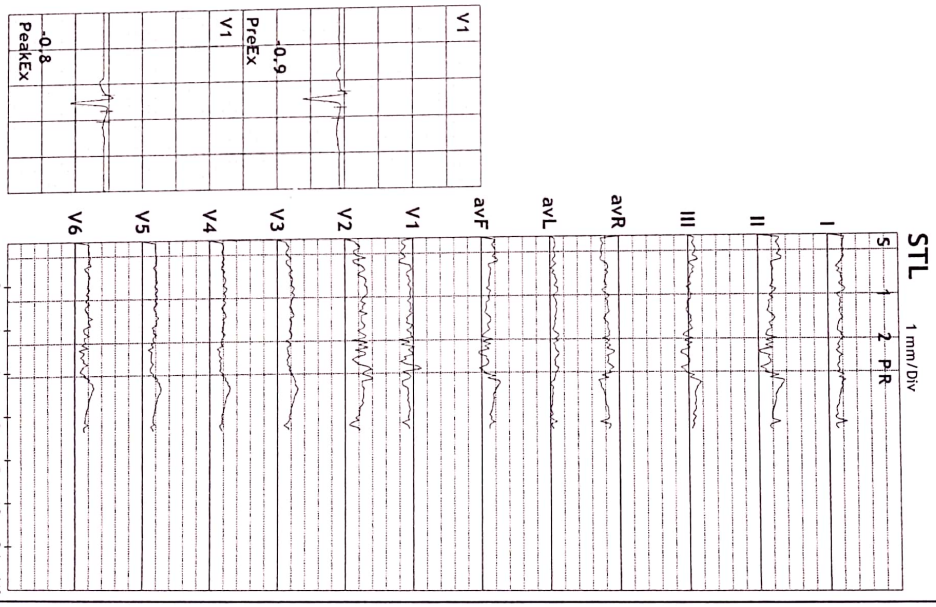 V1
-0,9
PreEx
V1
-0,8
PeakEx
STL
1 mm/Div
S 1 2 P R
I
II
III
avR
avL
avF
V1
V2
V3
V4
V5
V6